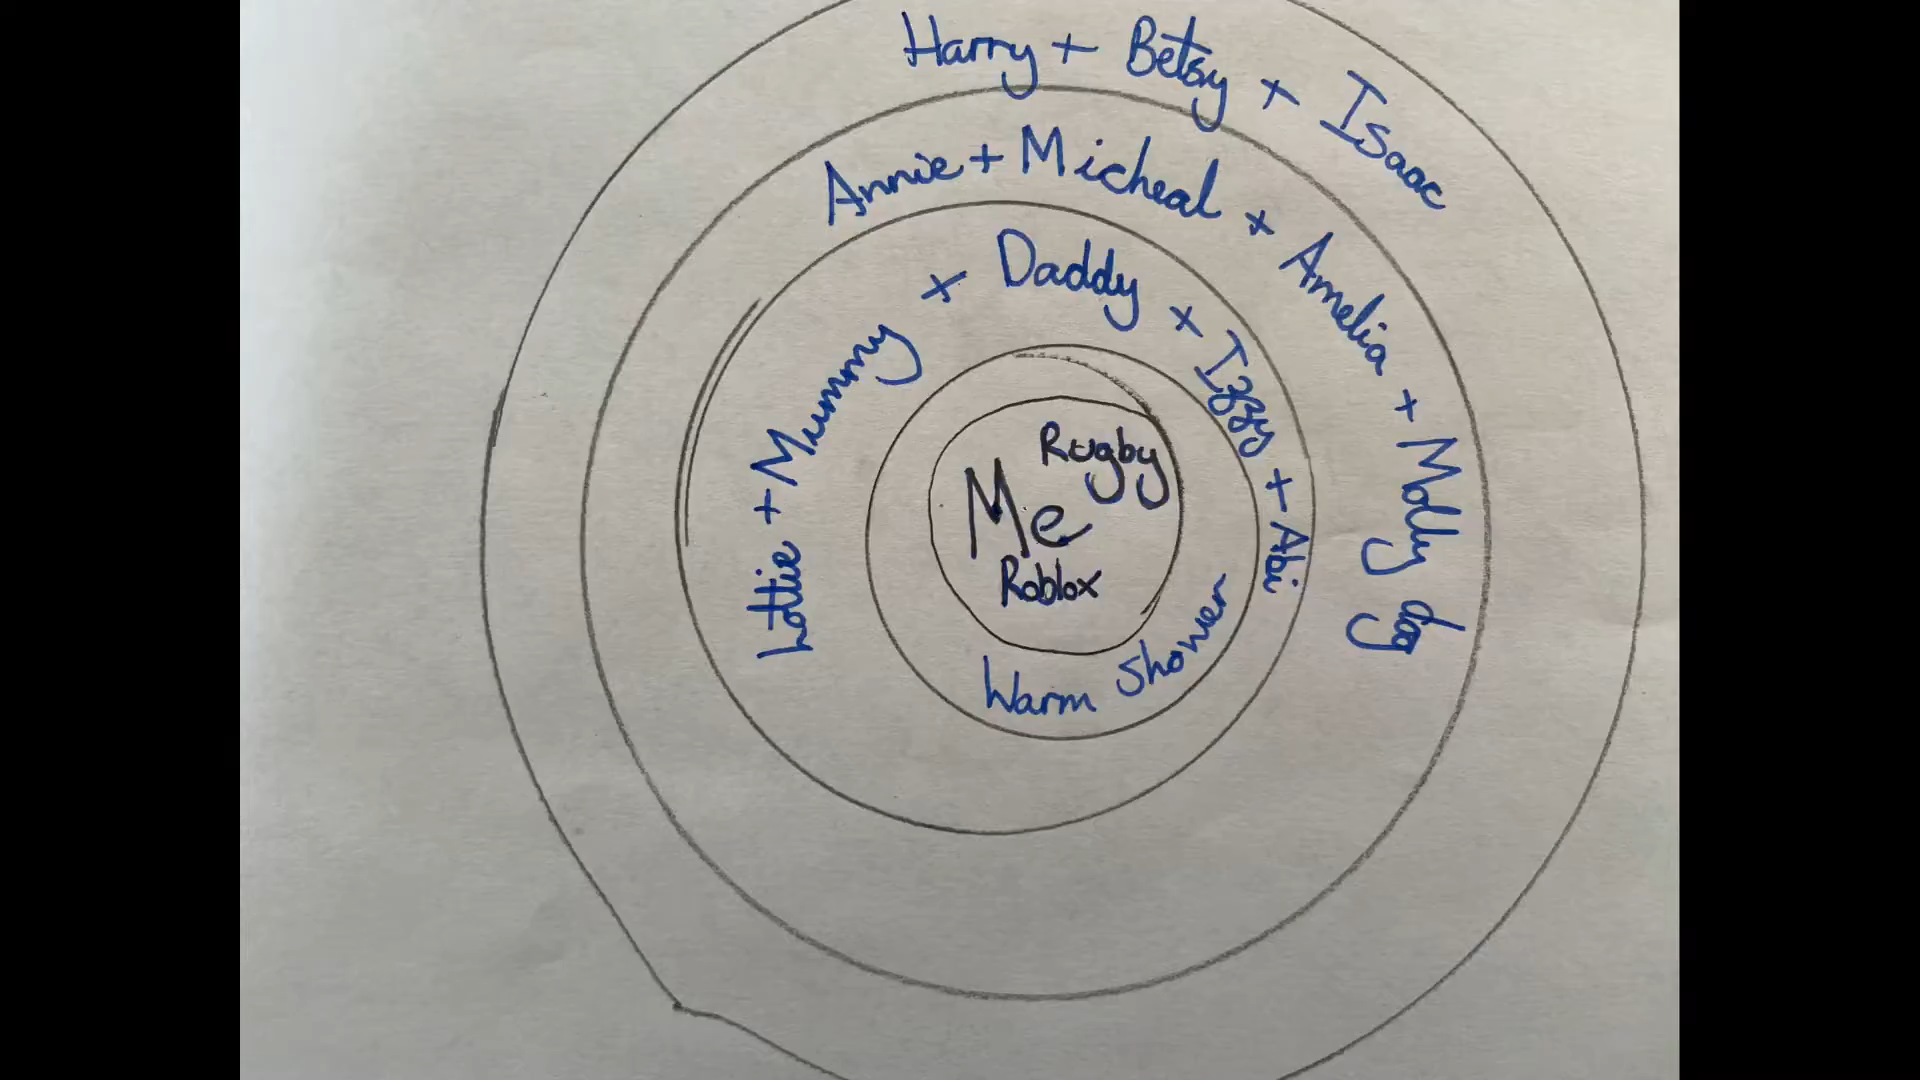 Harry + Betsy + Isaac
Annie + Micheal + Amelia + Molly dog
Lottie + Mummy + Daddy + Izzy + Abi
Rugby
Me
Roblox
Warm Shower